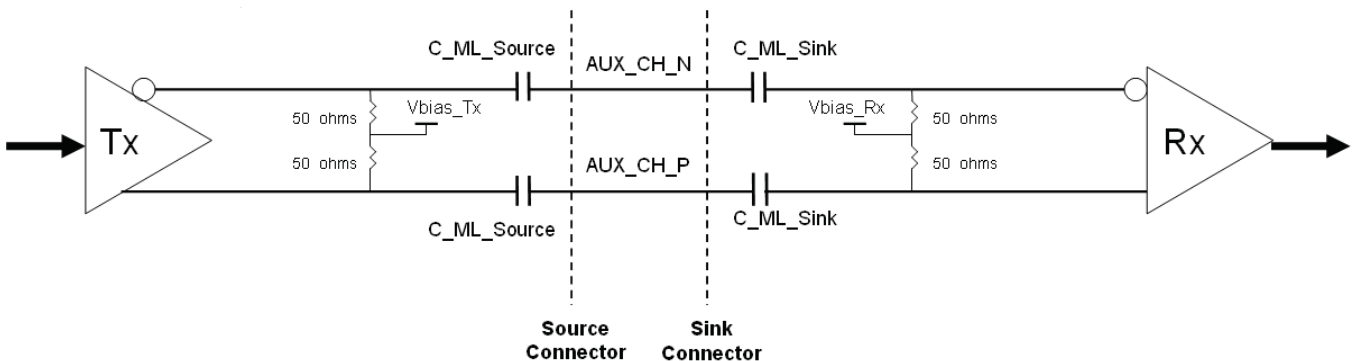 C_ML_Source
C_ML_Sink
AUX_CH_N
Vbias_Tx
Vbias_Rx
50 ohms
50 ohms
Tx
Rx
50 ohms
50 ohms
AUX_CH_P
C_ML_Source
C_ML_Sink
Source
Connector
Sink
Connector